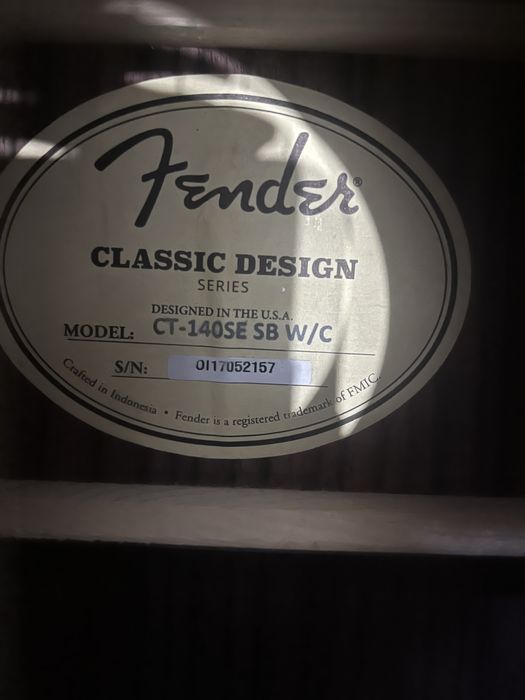 Fender®
CLASSIC DESIGN
SERIES
DESIGNED IN THE U.S.A.
MODEL: CT-140SE SB W/C
S/N: OI17052157
Crafted in Indonesia • Fender is a registered trademark of FMIC.